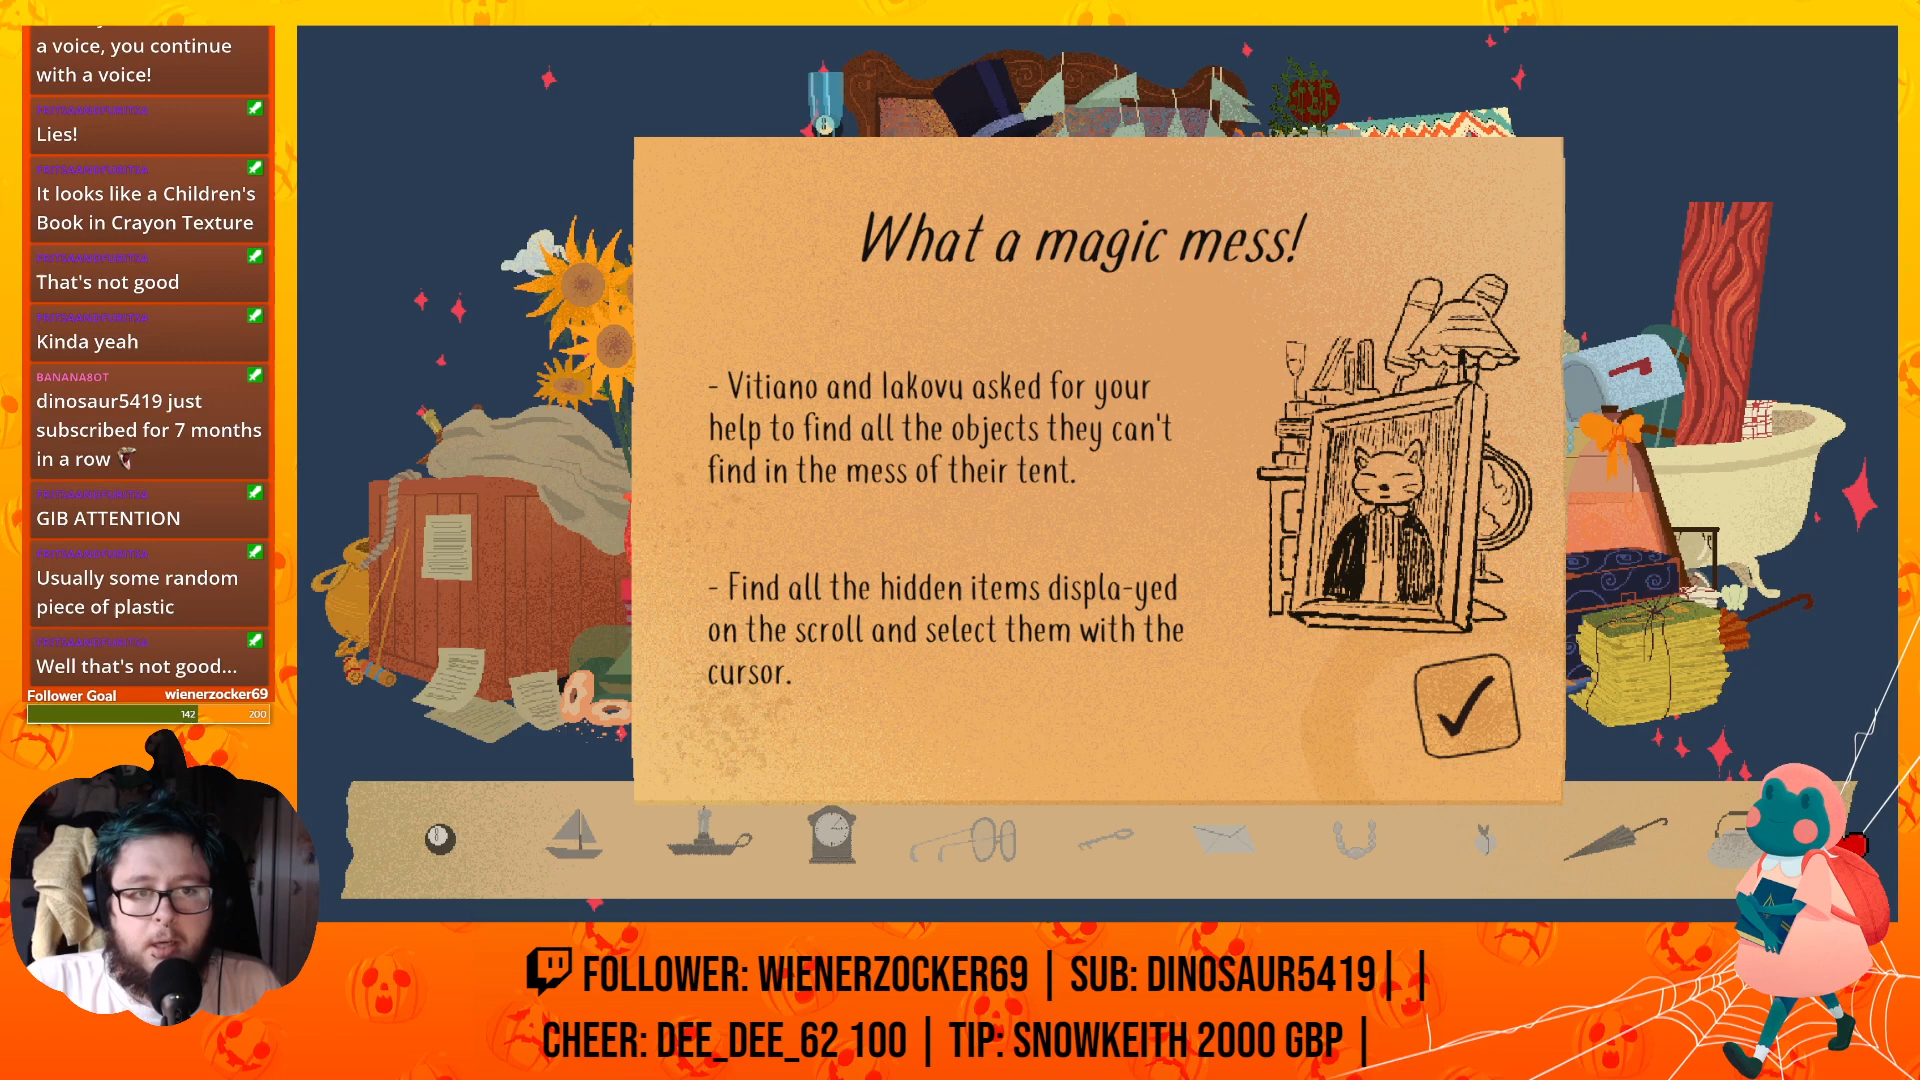 a voice, you continue
with a voice!
Lies!
It looks like a Children's
Book in Crayon Texture
That's not good
Kinda yeah
BANANA8OT
dinosaur5419 just
subscribed for 7 months
in a row
GIB ATTENTION
Usually some random
piece of plastic
Well that's not good...
Follower Goal wienerzocker69
142 200
What a magic mess!
- Vitiano and Iakovu asked for your
help to find all the objects they can't
find in the mess of their tent.
- Find all the hidden items displa-yed
on the scroll and select them with the
cursor.
8
8
FOLLOWER: WIENERZOCKER69 | SUB: DINOSAUR5419 | |
CHEER: DEE_DEE_62 100 | TIP: SNOWKEITH 2000 GBP |